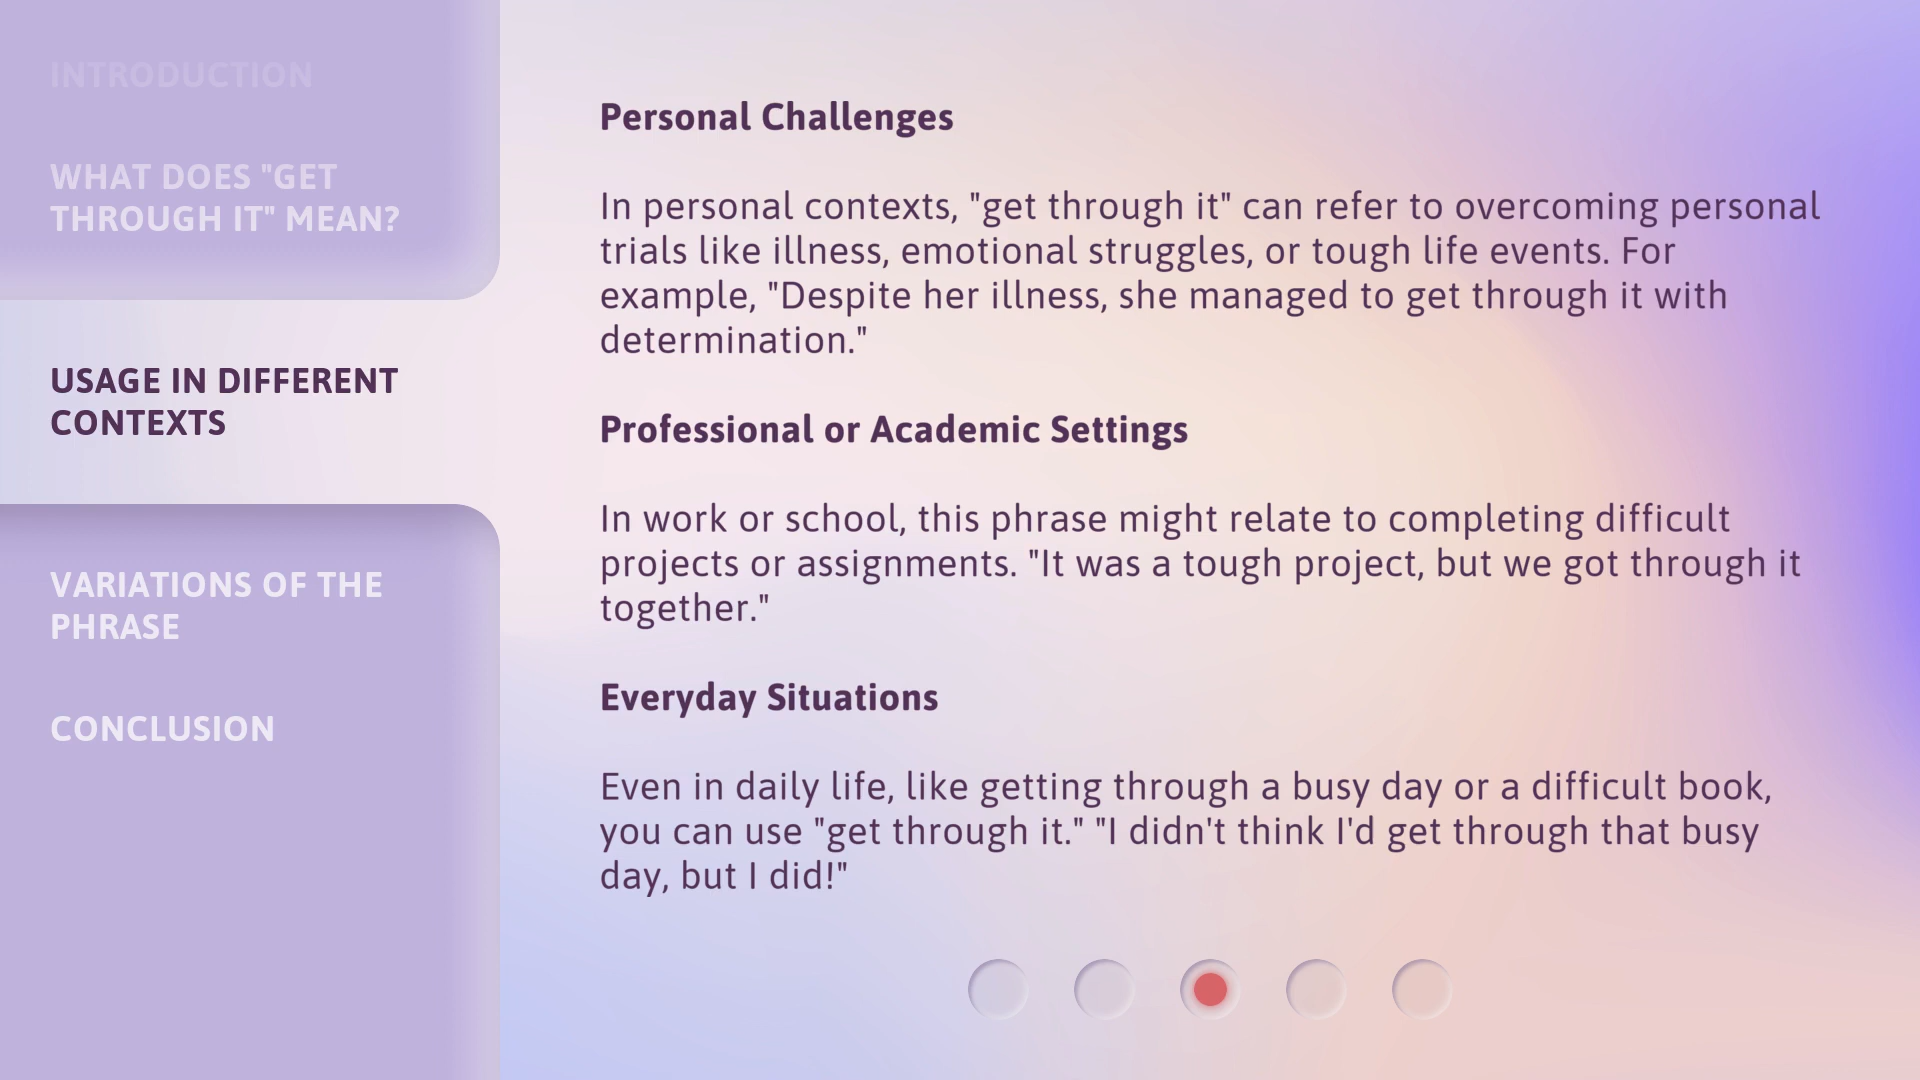 INTRODUCTION
WHAT DOES "GET
THROUGH IT" MEAN?
USAGE IN DIFFERENT
CONTEXTS
VARIATIONS OF THE
PHRASE
CONCLUSION
Personal Challenges
In personal contexts, "get through it" can refer to overcoming personal
trials like illness, emotional struggles, or tough life events. For
example, "Despite her illness, she managed to get through it with
determination."
Professional or Academic Settings
In work or school, this phrase might relate to completing difficult
projects or assignments. "It was a tough project, but we got through it
together."
Everyday Situations
Even in daily life, like getting through a busy day or a difficult book,
you can use "get through it." "I didn't think I'd get through that busy
day, but I did!"